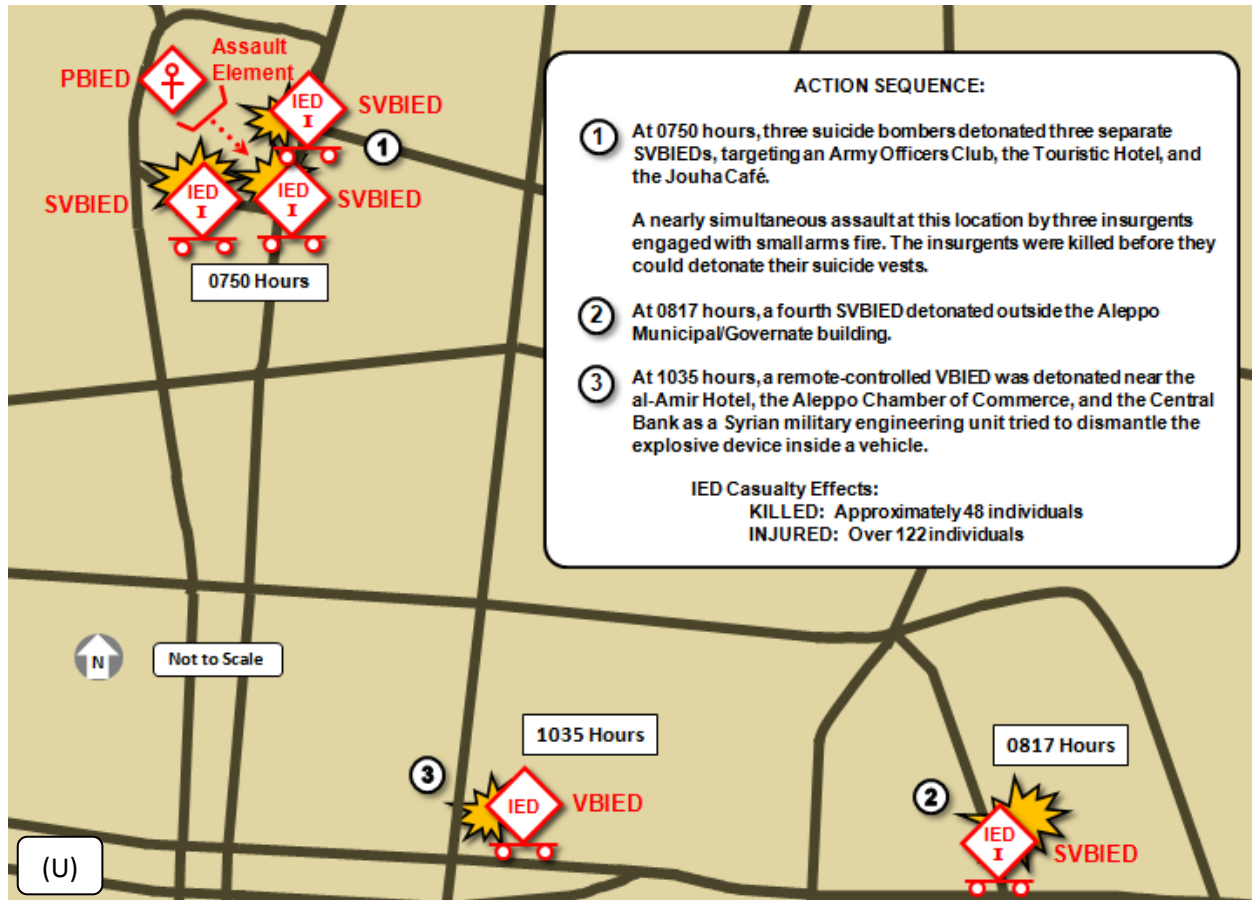 Assault
Element
PBIED
IED
I
SVBIED
1
SVBIED
IED
I
IED
I
SVBIED
0750 Hours
ACTION SEQUENCE:
1 At 0750 hours, three suicide bombers detonated three separate
SVBIEDs, targeting an Army Officers Club, the Touristic Hotel, and
the Jouha Café.
A nearly simultaneous assault at this location by three insurgents
engaged with small arms fire. The insurgents were killed before they
could detonate their suicide vests.
2 At 0817 hours, a fourth SVBIED detonated outside the Aleppo
Municipal/Governate building.
3 At 1035 hours, a remote-controlled VBIED was detonated near the
al-Amir Hotel, the Aleppo Chamber of Commerce, and the Central
Bank as a Syrian military engineering unit tried to dismantle the
explosive device inside a vehicle.
IED Casualty Effects:
KILLED: Approximately 48 individuals
INJURED: Over 122 individuals
N
Not to Scale
1035 Hours
3
IED
VBIED
0817 Hours
2
IED
I
SVBIED
(U)